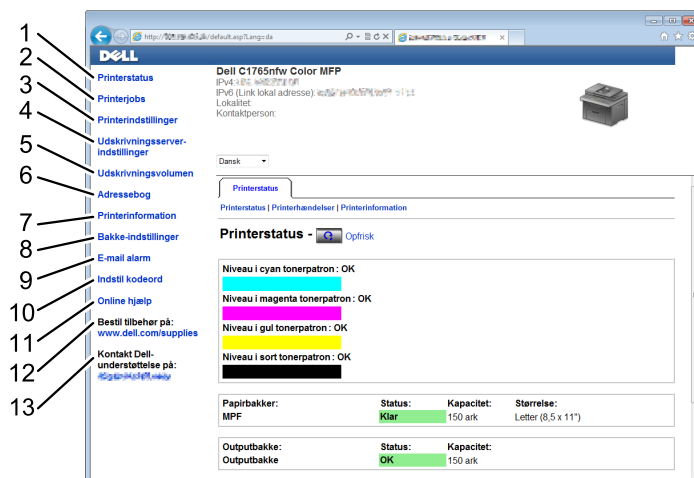 http://
/default.asp?Lang=da
DELL
1
2
3
4
5
6
7
8
9
10
11
12
13
Printerstatus
Printerjobs
Printerindstillinger
Udskrivningsserver-
indstillinger
Udskrivningsvolumen
Adressebog
Printerinformation
Bakke-indstillinger
E-mail alarm
Indstil kodeord
Online hjælp
Bestil tilbehør på:
www.dell.com/supplies
Kontakt Dell-
understøttelse på:
Dell C1765nfw Color MFP
IPv4:
IPv6 (Link lokal adresse):
Lokalitet:
Kontaktperson:
Dansk
Printerstatus
Printerstatus | Printerhændelser | Printerinformation
Printerstatus - Opfrisk
Niveau i cyan tonerpatron: OK
Niveau i magenta tonerpatron: OK
Niveau i gul tonerpatron: OK
Niveau i sort tonerpatron: OK
Papirbakker: Status: Kapacitet: Størrelse:
MPF Klar 150 ark Letter (8,5 x 11")
Outputbakke: Status: Kapacitet:
Outputbakke OK 150 ark